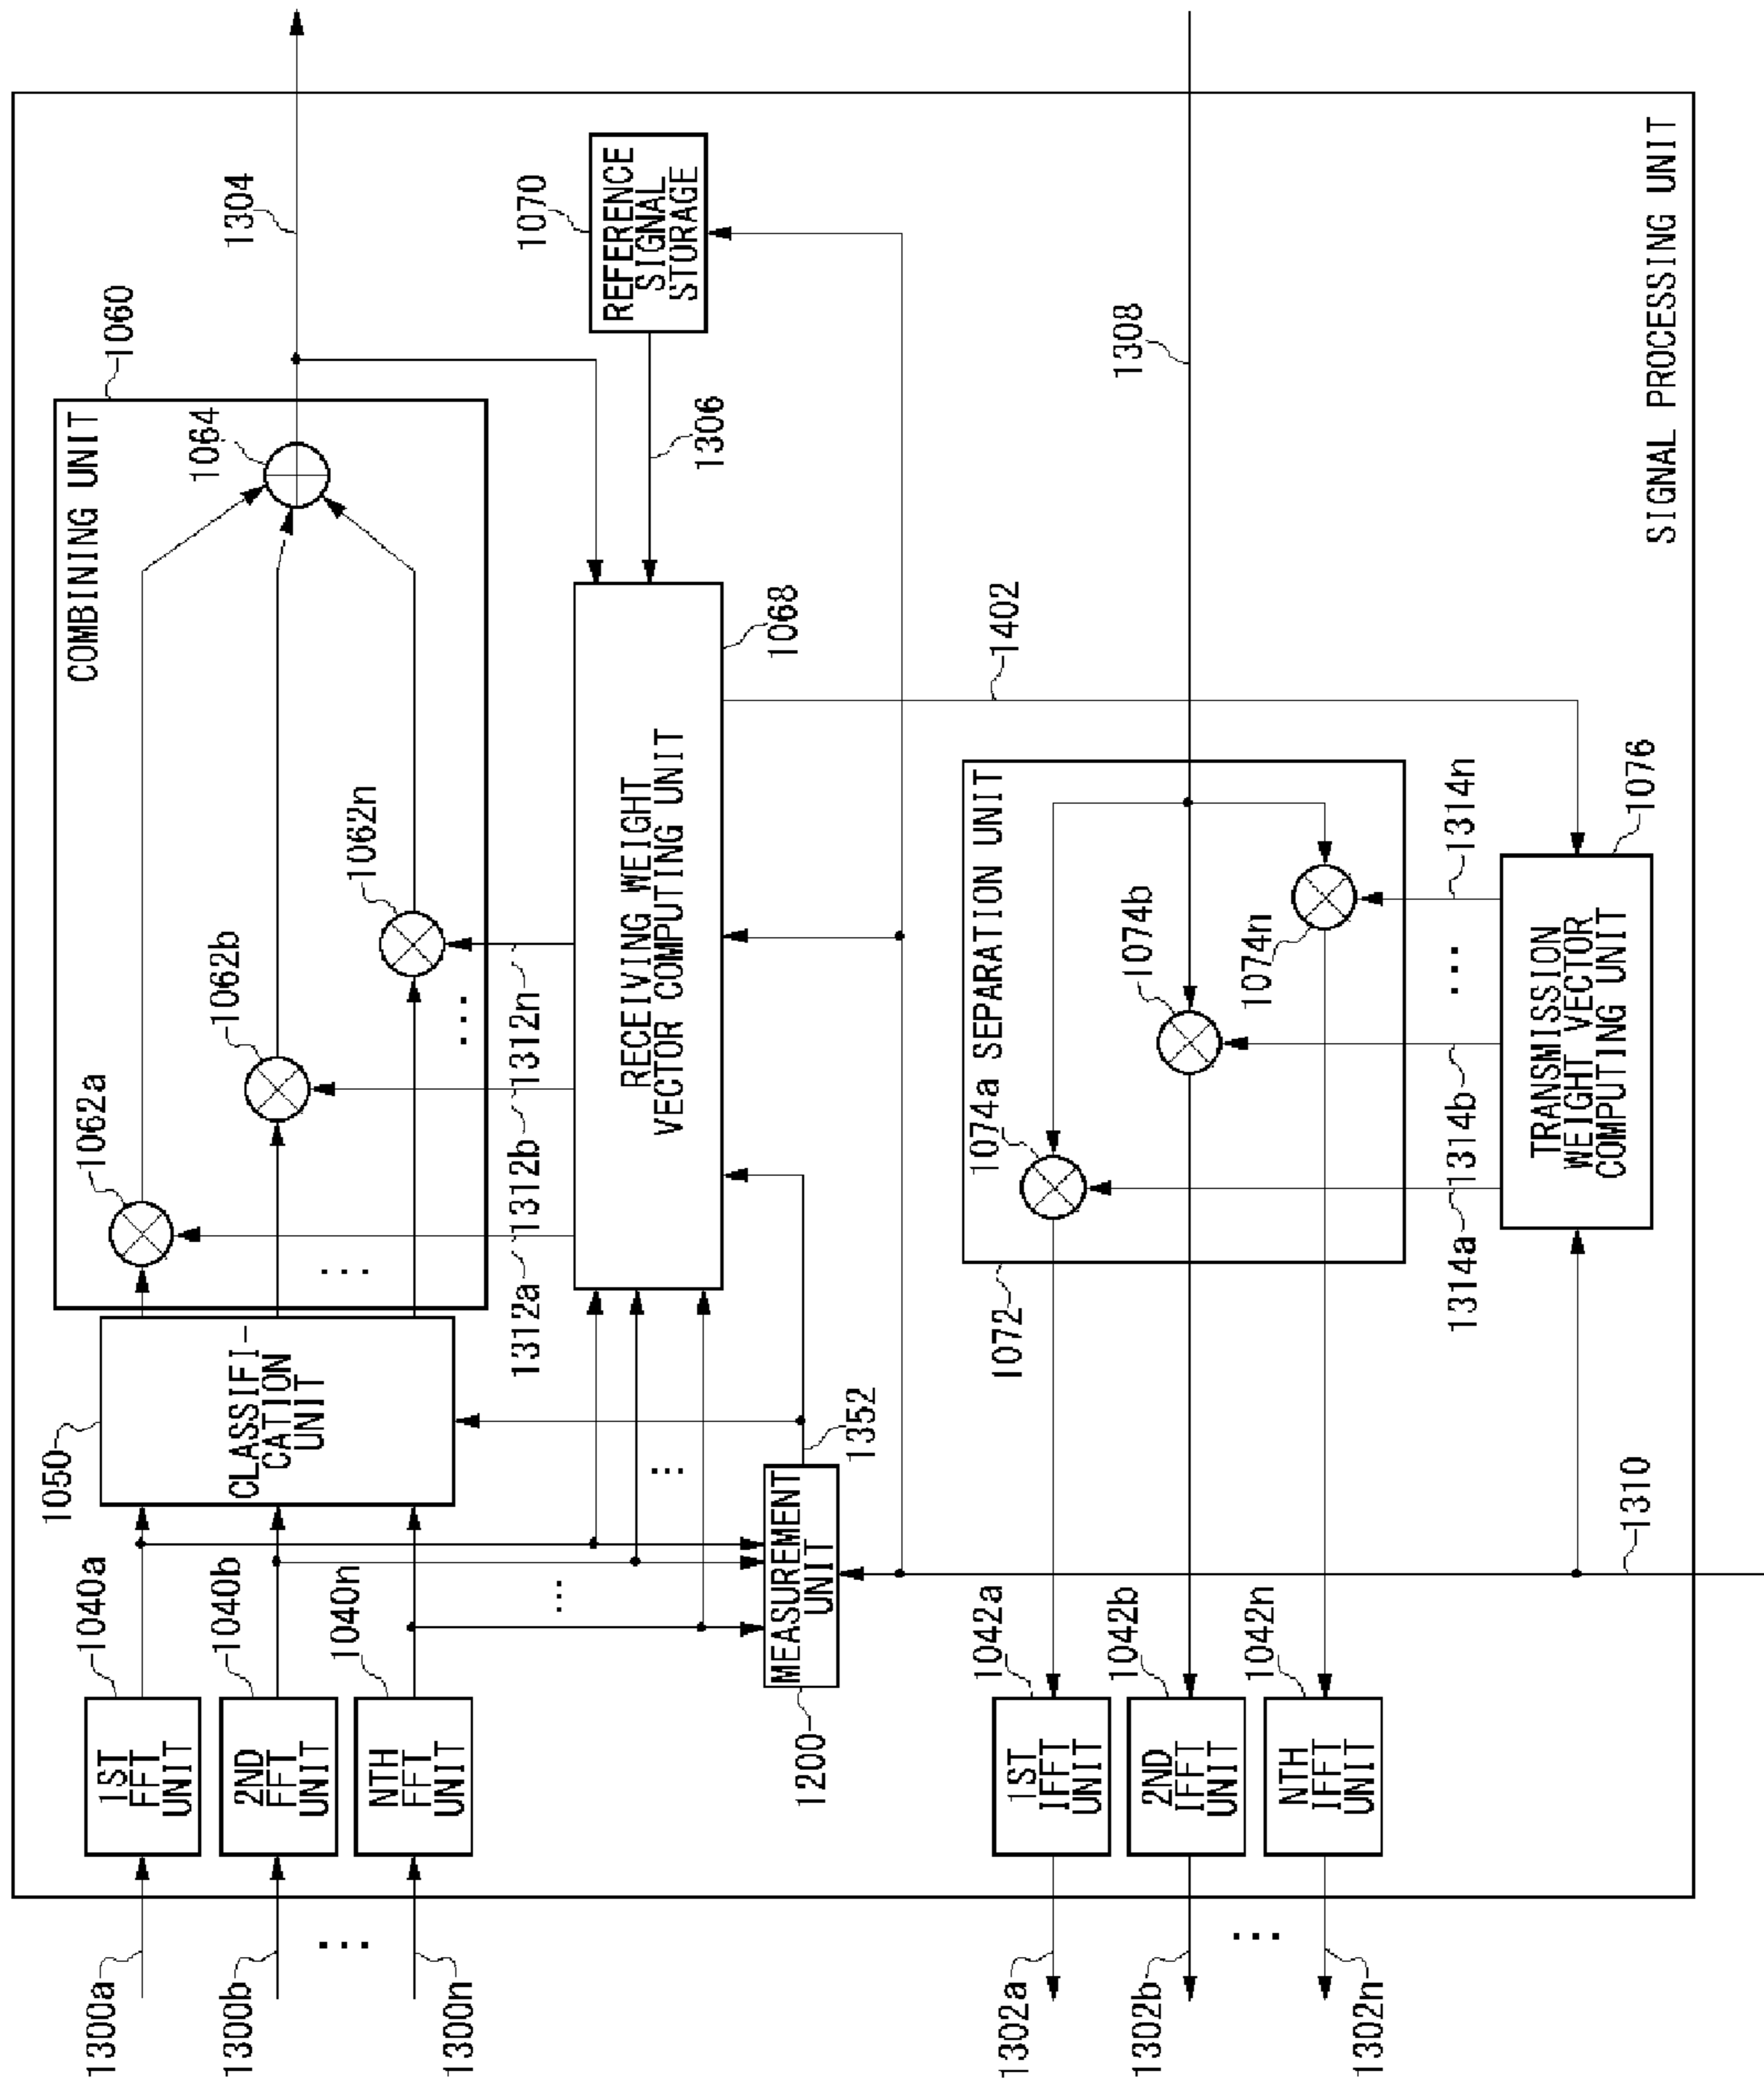 1300a
1300b
...
1300n
1ST
FFT
UNIT
1040a
2ND
FFT
UNIT
1040b
NTH
FFT
UNIT
1040n
1050
CLASSIFI-
CATION
UNIT
COMBINING UNIT
1060
1062a
1062b
1062n
...
...
1064
1304
1312a
1312b
1312n
RECEIVING WEIGHT
VECTOR COMPUTING UNIT
1068
1306
1070
REFERENCE
SIGNAL
STORAGE
...
...
MEASUREMENT
UNIT
1200
1352
1402
1302a
1302b
...
1302n
1ST
IFFT
UNIT
1042a
2ND
IFFT
UNIT
1042b
NTH
IFFT
UNIT
1042n
1072
1074a SEPARATION UNIT
1074b
1074n
1308
1314a
1314b
...
1314n
TRANSMISSION
WEIGHT VECTOR
COMPUTING UNIT
1076
1310
SIGNAL PROCESSING UNIT